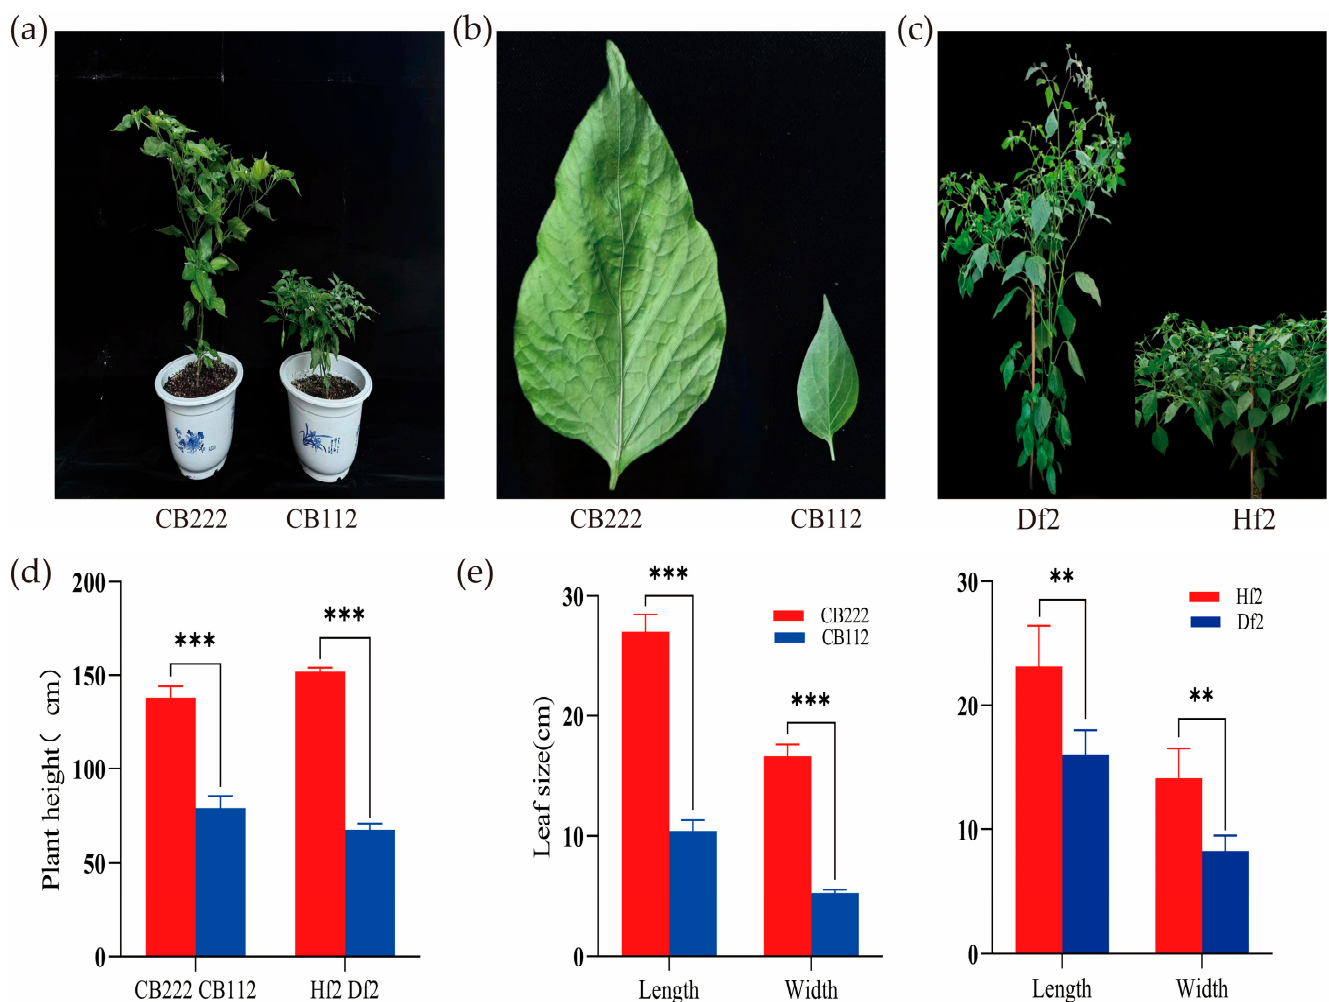 (a)
(b)
(c)
CB222
CB112
CB222
CB112
Df2
Hf2
(d)
200
150
100
50
0
Plant height( cm)
***
***
CB222 CB112
Hf2 Df2
(e)
30
20
10
0
Leaf size(cm)
***
***
CB222
CB112
Length
Width
30
20
10
0
**
**
Hf2
Df2
Length
Width